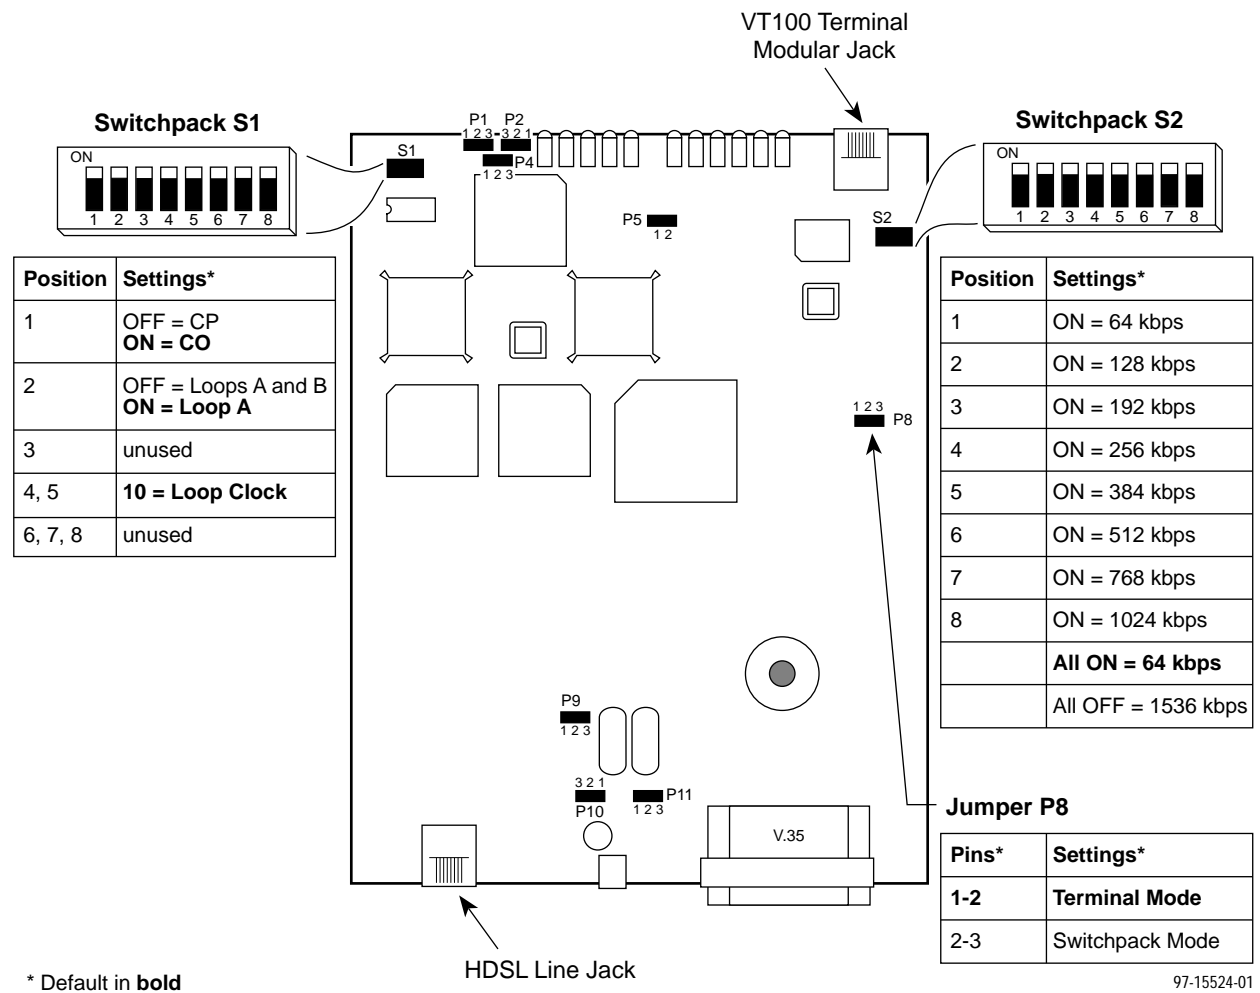 VT100 Terminal
Modular Jack
Switchpack S1
ON
1 2 3 4 5 6 7 8
Position Settings*
1 OFF = CP
ON = CO
2 OFF = Loops A and B
ON = Loop A
3 unused
4, 5 10 = Loop Clock
6, 7, 8 unused
P1 P2
1 2 3 3 2 1
S1
P4
1 2 3
P5
1 2
S2
1 2 3
P8
P9
1 2 3
3 2 1
P10
P11
1 2 3
V.35
HDSL Line Jack
Switchpack S2
ON
1 2 3 4 5 6 7 8
Position Settings*
1 ON = 64 kbps
2 ON = 128 kbps
3 ON = 192 kbps
4 ON = 256 kbps
5 ON = 384 kbps
6 ON = 512 kbps
7 ON = 768 kbps
8 ON = 1024 kbps
All ON = 64 kbps
All OFF = 1536 kbps
Jumper P8
Pins* Settings*
1-2 Terminal Mode
2-3 Switchpack Mode
* Default in bold
97-15524-01